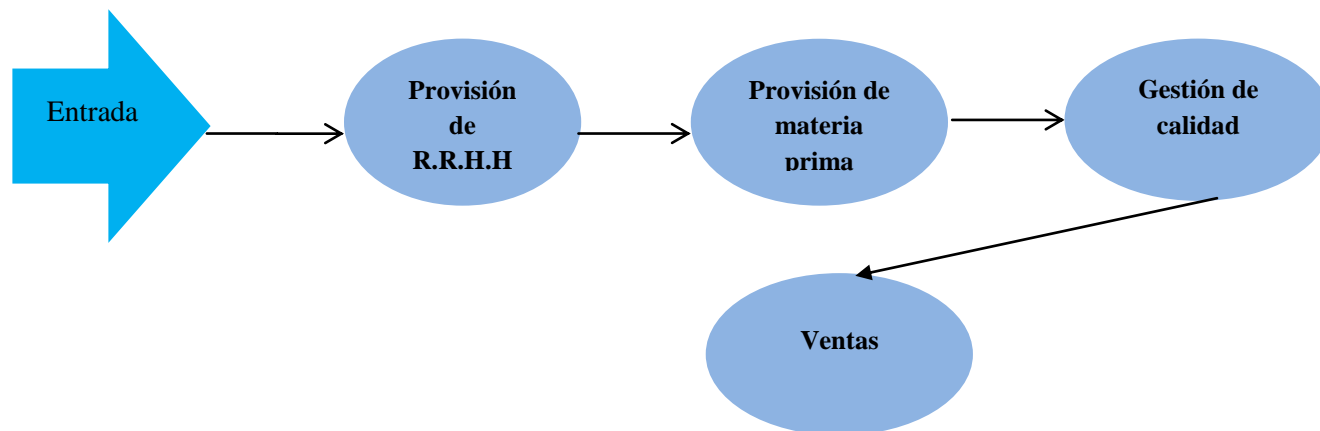 Entrada
Provisión
de
R.R.H.H
Provisión de
materia
prima
Gestión de
calidad
Ventas